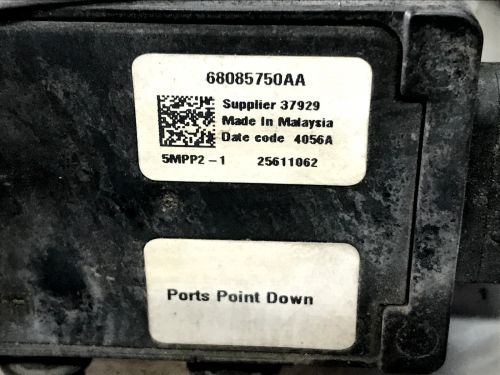 68085750AA
Supplier 37929
Made In Malaysia
Date code 4056A
5MPP2-1 25611062
Ports Point Down